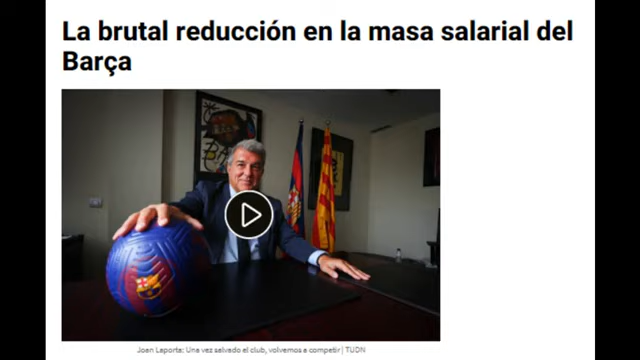 La brutal reducción en la masa salarial del
Barça
Joan Laporta: Una vez salvado el club, volvemos a competir | TUDN